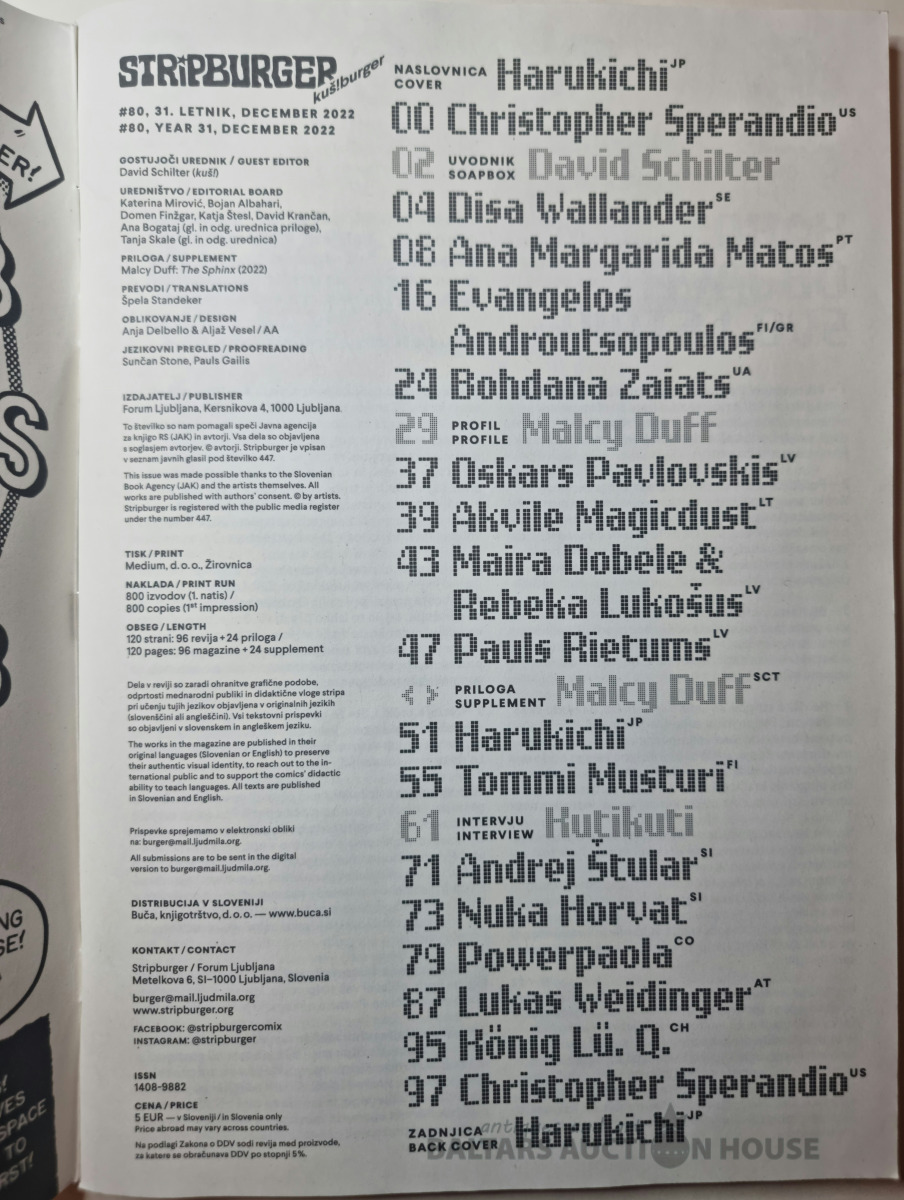 ER!
S
NG
SE!
VES
SPACE
TO
RST!
STRiPBURGER
kuš!burger
#80, 31. LETNIK, DECEMBER 2022
#80, YEAR 31, DECEMBER 2022
GOSTUJOČI UREDNIK / GUEST EDITOR
David Schilter (kuš!)
UREDNIŠTVO / EDITORIAL BOARD
Katerina Mirović, Bojan Albahari,
Domen Finžgar, Katja Štesl, David Krančan,
Ana Bogataj (gl. in odg. urednica priloge),
Tanja Skale (gl. in odg. urednica)
PRILOGA / SUPPLEMENT
Malcy Duff: The Sphinx (2022)
PREVODI / TRANSLATIONS
Špela Standeker
OBLIKOVANJE / DESIGN
Anja Delbello & Aljaž Vesel / AA
JEZIKOVNI PREGLED / PROOFREADING
Sunčan Stone, Pauls Gailis
IZDAJATELJ / PUBLISHER
Forum Ljubljana, Kersnikova 4, 1000 Ljubljana
To številko so nam pomagali speči Javna agencija
za knjigo RS (JAK) in avtorji. Vsa dela so objavljena
s soglasjem avtorjev. © avtorji. Stripburger je vpisan
v seznam javnih glasil pod številko 447.
This issue was made possible thanks to the Slovenian
Book Agency (JAK) and the artists themselves. All
works are published with authors' consent. © by artists.
Stripburger is registered with the public media register
under the number 447.
TISK / PRINT
Medium, d. o. o., Žirovnica
NAKLADA / PRINT RUN
800 izvodov (1. natis) /
800 copies (1st impression)
OBSEG / LENGTH
120 strani: 96 revija + 24 priloga /
120 pages: 96 magazine + 24 supplement
Dela v reviji so zaradi ohranitve grafične podobe,
odprtosti mednarodni publiki in didaktične vloge stripa
pri učenju tujih jezikov objavljena v originalnih jezikih
(slovenščini ali angleščini). Vsi tekstovni prispevki
so objavljeni v slovenskem in angleškem jeziku.
The works in the magazine are published in their
original languages (Slovenian or English) to preserve
their authentic visual identity, to reach out to the in-
ternational public and to support the comics' didactic
ability to teach languages. All texts are published
in Slovenian and English.
Prispevke sprejemamo v elektronski obliki
na: burger@mail.ljudmila.org.
All submissions are to be sent in the digital
version to burger@mail.ljudmila.org.
DISTRIBUCIJA V SLOVENIJI
Buča, knjigotrštvo, d. o. o. — www.buca.si
KONTAKT / CONTACT
Stripburger / Forum Ljubljana
Metelkova 6, SI–1000 Ljubljana, Slovenia
burger@mail.ljudmila.org
www.stripburger.org
FACEBOOK: @stripburgercomix
INSTAGRAM: @stripburger
ISSN
1408-9882
CENA / PRICE
5 EUR — v Sloveniji / in Slovenia only
Price abroad may vary across countries.
Na podlagi Zakona o DDV sodi revija med proizvode,
za katere se obračunava DDV po stopnji 5%.
NASLOVNICA
COVER
Harukichi JP
00 Christopher Sperandio US
02 UVODNIK
SOAPBOX
David Schilter
04 Disa Wallander SE
08 Ana Margarida Matos PT
16 Evangelos
Androutsopoulos FI/GR
24 Bohdana Zaiats UA
29 PROFIL
PROFILE
Malcy Duff
37 Oskars Pavlovskis LV
39 Akvile Magicdust LT
43 Maira Dobele &
Rebeka Lukošus LV
47 Pauls Rietums LV
<> PRILOGA
SUPPLEMENT
Malcy Duff SCT
51 Harukichi JP
55 Tommi Musturi FI
61 INTERVJU
INTERVIEW
Kutikuti
71 Andrej Štular SI
73 Nuka Horvat SI
79 Powerpaola CO
87 Lukas Weidinger AT
95 König Lü. Q. CH
97 Christopher Sperandio US
ZADNJICA
BACK COVER
Harukichi JP
BALTARS AUCTION HOUSE